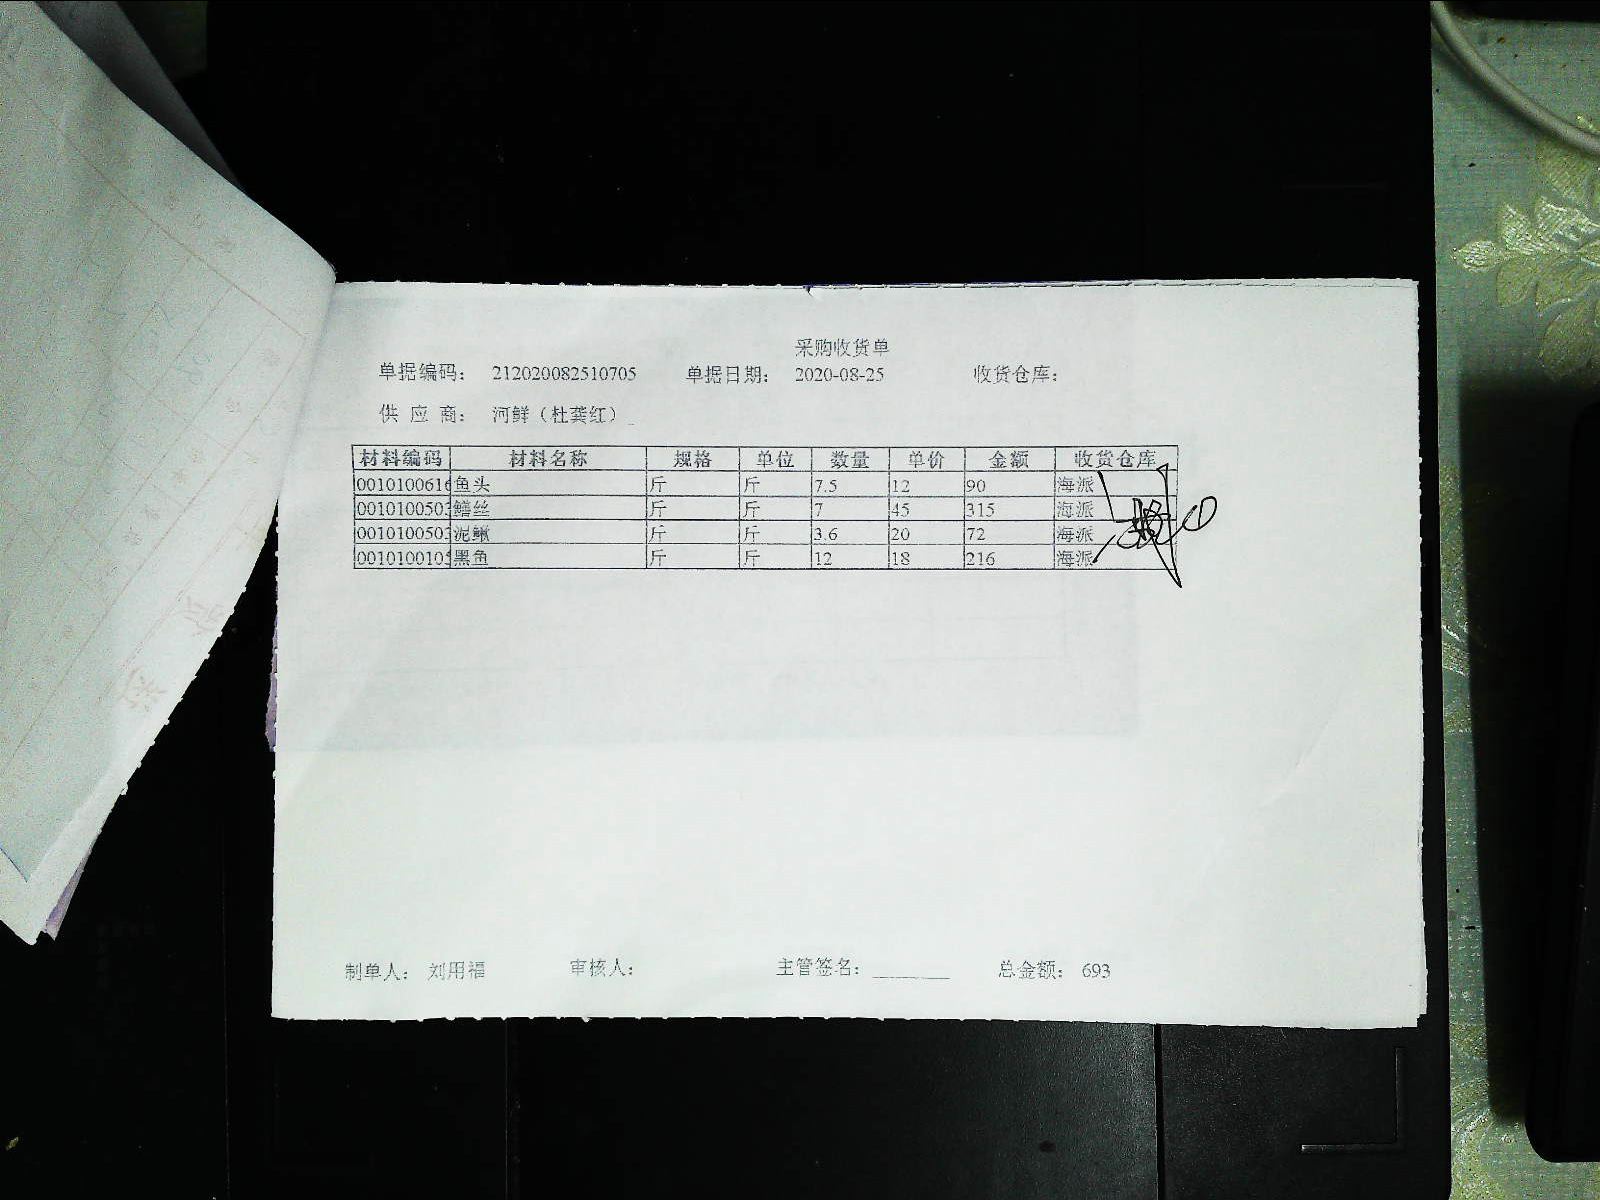 采购收货单
单据编码： 212020082510705 单据日期： 2020-08-25 收货仓库：
供 应 商： 河鲜（杜龚红）
材料编码 材料名称 规格 单位 数量 单价 金额 收货仓库
0010100616 鱼头 斤 斤 7.5 12 90 海派
001010050 鳝丝 斤 斤 7 45 315 海派
001010050 泥鳅 斤 斤 3.6 20 72 海派
001010010 黑鱼 斤 斤 12 18 216 海派
制单人： 刘用福 审核人： 主管签名： 总金额： 693